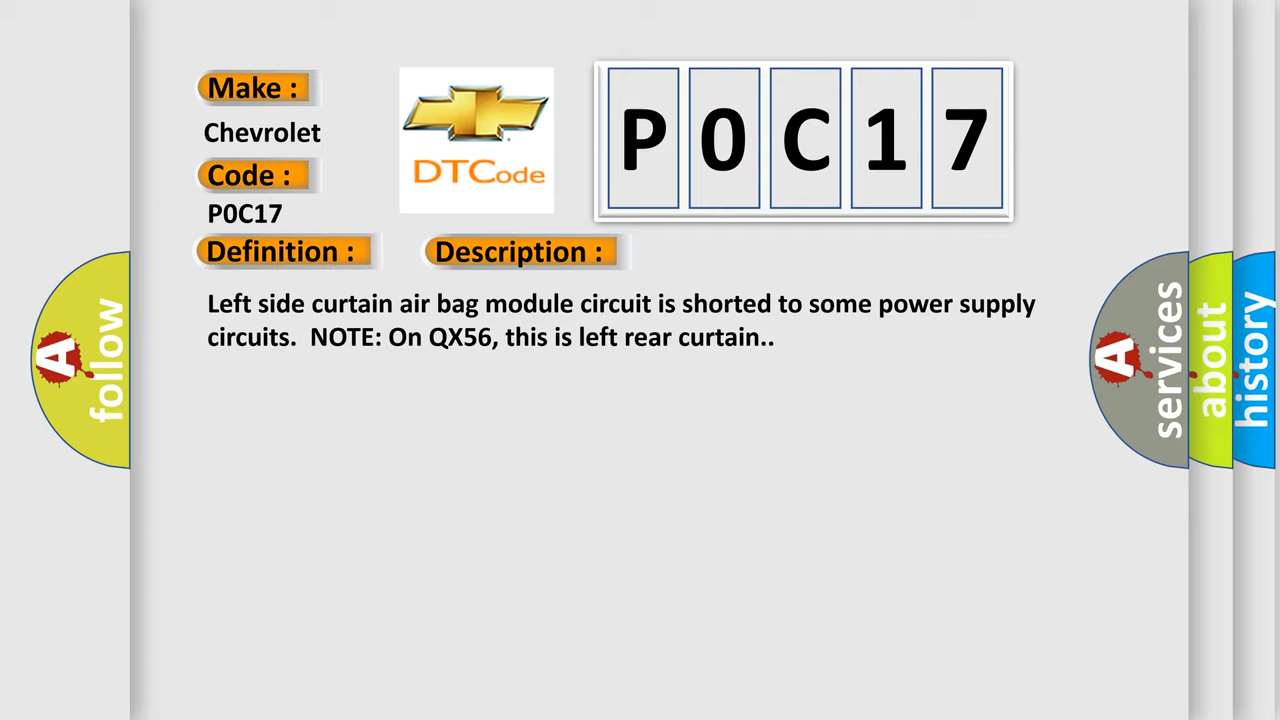 Make :
Chevrolet
Code :
P0C17
Definition :
Description :
Left side curtain air bag module circuit is shorted to some power supply
circuits.  NOTE: On QX56, this is left rear curtain..
DTCode
P 0 C 1 7
A follow
A services
about
history